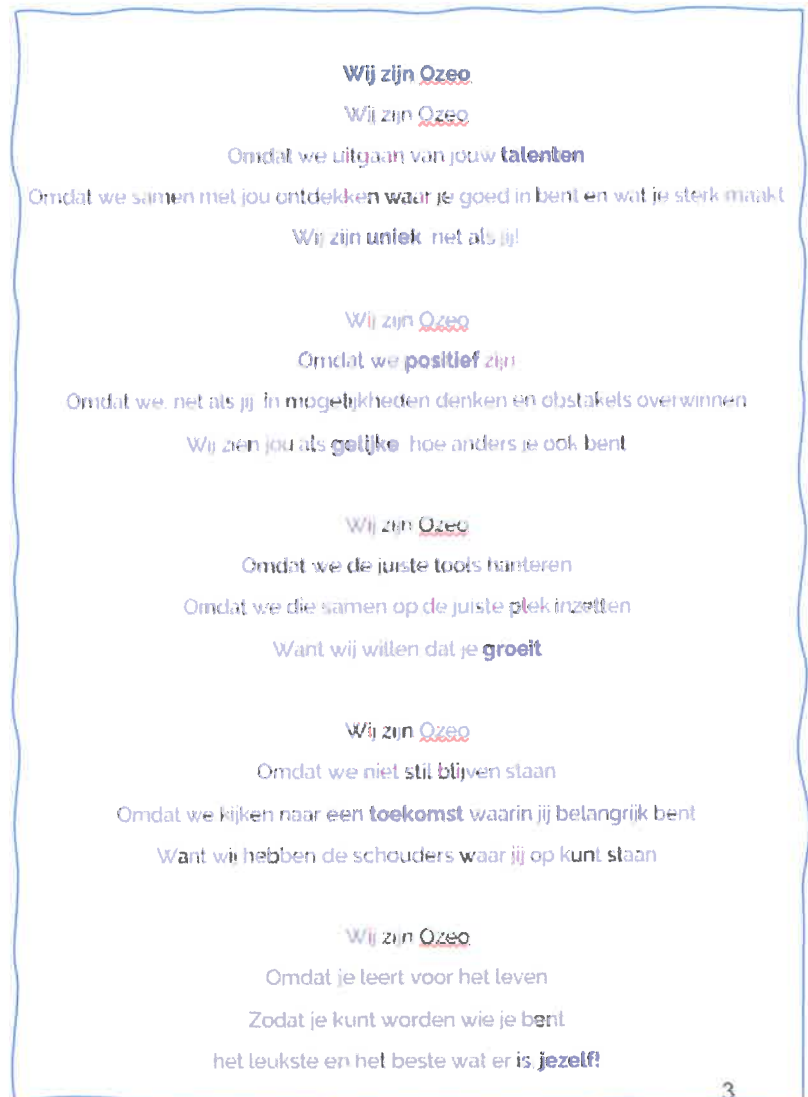 Wij zijn Ozeo
Wij zijn Ozeo
Omdat we uitgaan van jouw talenten
Omdat we samen met jou ontdekken waar je goed in bent en wat je sterk maakt
Wij zijn uniek net als jij!
Wij zijn Ozeo
Omdat we positief zijn
Omdat we, net als jij in mogelijkheden denken en obstakels overwinnen
Wij zien jou als gelijke hoe anders je ook bent
Wij zijn Ozeo
Omdat we de juiste tools hanteren
Omdat we die samen op de juiste plek inzetten
Want wij willen dat je groeit
Wij zijn Ozeo
Omdat we niet stil blijven staan
Omdat we kijken naar een toekomst waarin jij belangrijk bent
Want wij hebben de schouders waar jij op kunt staan
Wij zijn Ozeo
Omdat je leert voor het leven
Zodat je kunt worden wie je bent
het leukste en het beste wat er is jezelf!
3